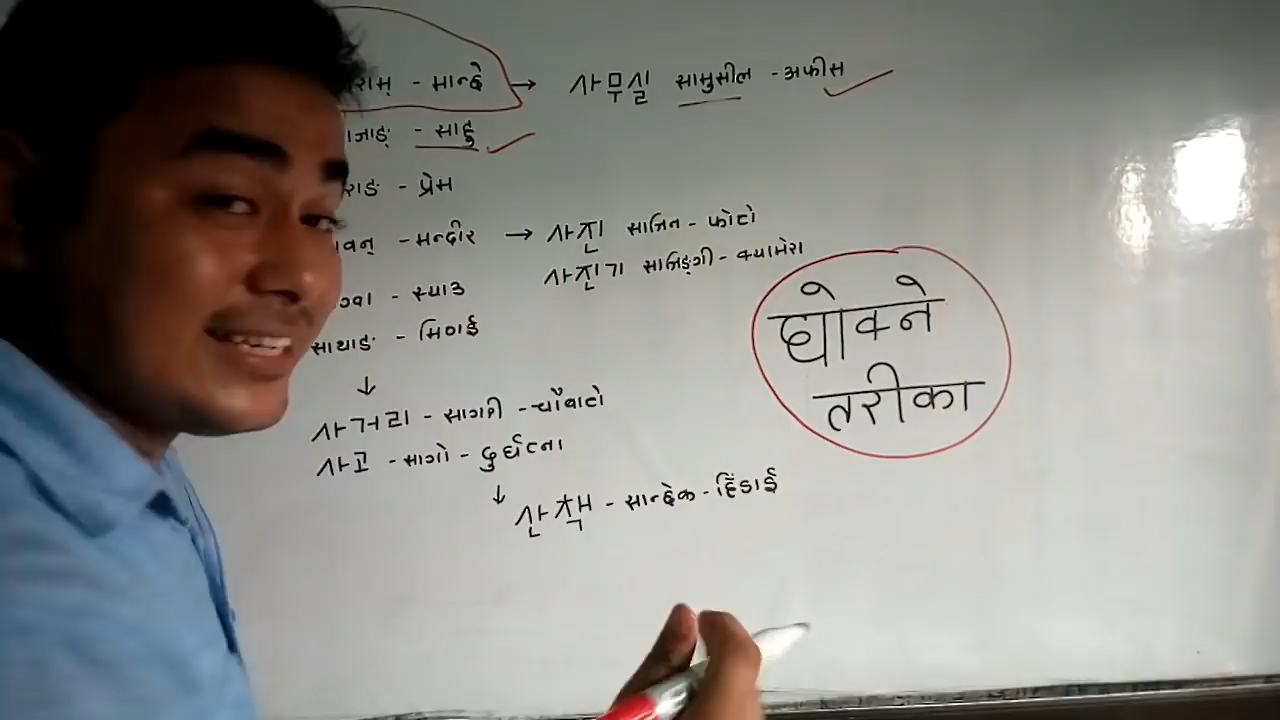 राम् - मान्छे → 사무실 सामुसील - अफीस
जाङ् - साहु
राङ - प्रेम
वन् - मन्दीर → 사진 साजिन - फोटो
사진기 साजिङ्गी - क्यामेरा
ग्वा - स्याउ
साथाङ - मिठाई
घोक्ने
तरीका
↓
사거리 - सागरी - चौंवाटो
사고 - सागो - दुर्घटना
↓
산책 - सान्छेक - हिँडाई